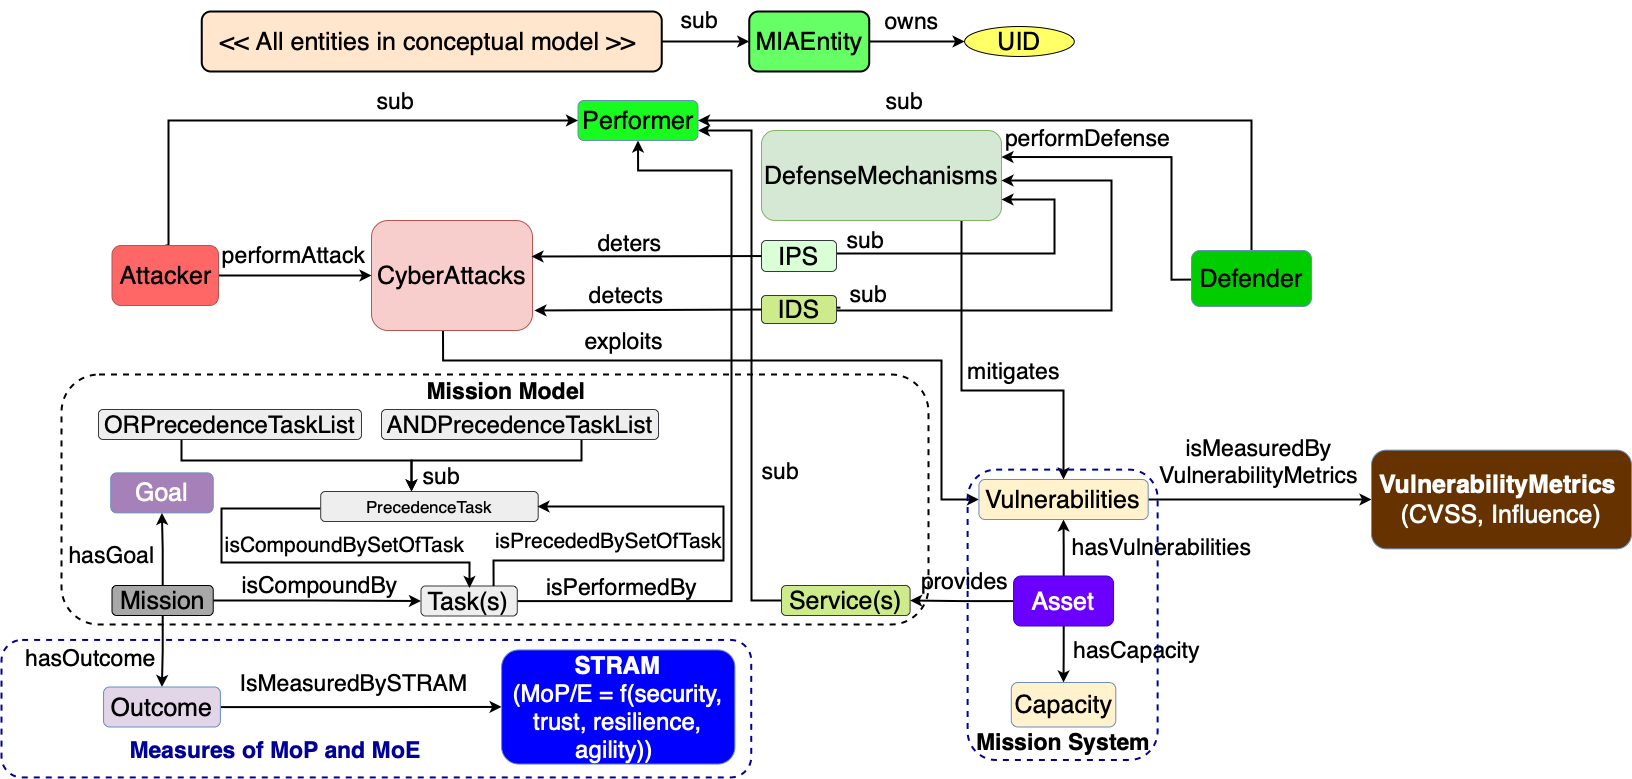 << All entities in conceptual model >>
sub
MIAEntity
owns
UID
sub
Performer
sub
performDefense
DefenseMechanisms
Attacker
performAttack
CyberAttacks
deters
IPS
sub
Defender
detects
IDS
sub
exploits
mitigates
Mission Model
ORPrecedenceTaskList
ANDPrecedenceTaskList
sub
sub
Goal
PrecedenceTask
isCompoundBySetOfTask
isPrecededBySetOfTask
hasGoal
Mission
isCompoundBy
Task(s)
isPerformedBy
Service(s)
provides
Vulnerabilities
isMeasuredBy
VulnerabilityMetrics
VulnerabilityMetrics
(CVSS, Influence)
hasVulnerabilities
Asset
hasCapacity
Capacity
Mission System
hasOutcome
Outcome
IsMeasuredBySTRAM
STRAM
(MoP/E = f(security,
trust, resilience,
agility))
Measures of MoP and MoE